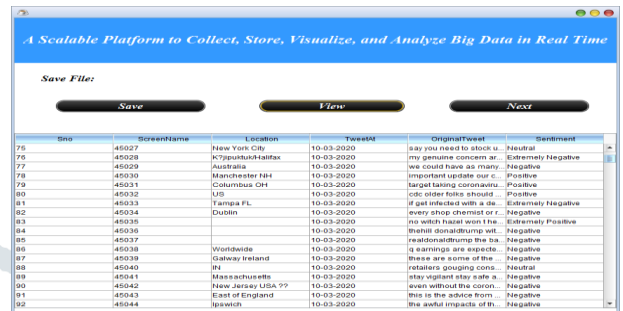 A Scalable Platform to Collect, Store, Visualize, and Analyze Big Data in Real Time
Save File:
Save View Next
Sno ScreenName Location TweetAt OriginalTweet Sentiment
75 45027 New York City 10-03-2020 say you need to stock u... Neutral
76 45028 K?jipuktuk/Halifax 10-03-2020 my genuine concern ar... Extremely Negative
77 45029 Australia 10-03-2020 we could have as many... Negative
78 45030 Manchester NH 10-03-2020 important update our c... Positive
79 45031 Columbus OH 10-03-2020 target taking coronaviru... Positive
80 45032 US 10-03-2020 cdc older folks should ... Positive
81 45033 Tampa FL 10-03-2020 if get infected with a de... Extremely Negative
82 45034 Dublin 10-03-2020 every shop chemist or r... Negative
83 45035 10-03-2020 no witch hazel won t he... Extremely Positive
84 45036 10-03-2020 thehill donaldtrump wit... Negative
85 45037 10-03-2020 realdonaldtrump the ba... Negative
86 45038 Worldwide 10-03-2020 q earnings are expecte... Negative
87 45039 Galway Ireland 10-03-2020 these are some of the ... Negative
88 45040 IN 10-03-2020 retailers gouging cons... Neutral
89 45041 Massachusetts 10-03-2020 stay vigilant stay safe a... Negative
90 45042 New Jersey USA ?? 10-03-2020 even without the coron... Negative
91 45043 East of England 10-03-2020 this is the advice from ... Negative
92 45044 Ipswich 10-03-2020 the awful impacts of th... Negative